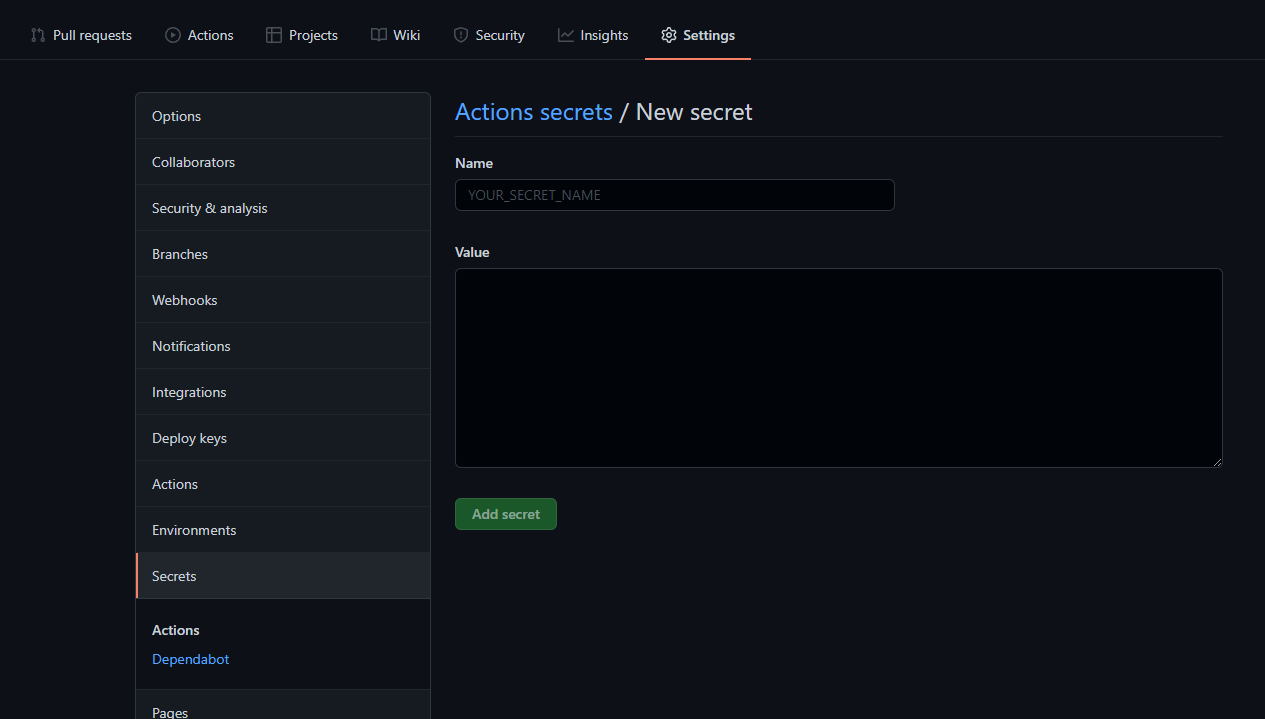 Pull requests Actions Projects Wiki Security Insights Settings
Options
Collaborators
Security & analysis
Branches
Webhooks
Notifications
Integrations
Deploy keys
Actions
Environments
Secrets
Actions
Dependabot
Pages
Actions secrets / New secret
Name
YOUR_SECRET_NAME
Value
Add secret